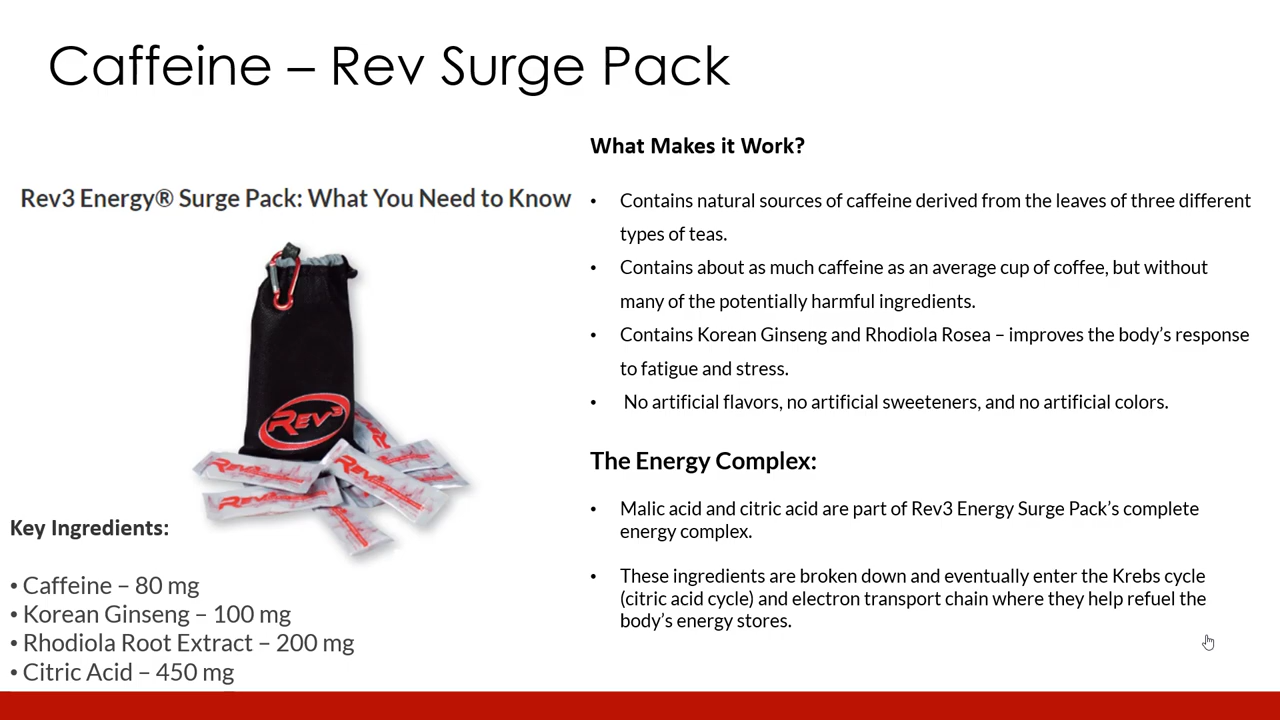 Caffeine – Rev Surge Pack
Rev3 Energy® Surge Pack: What You Need to Know
REV3
Key Ingredients:
• Caffeine – 80 mg
• Korean Ginseng – 100 mg
• Rhodiola Root Extract – 200 mg
• Citric Acid – 450 mg
What Makes it Work?
• Contains natural sources of caffeine derived from the leaves of three different
types of teas.
• Contains about as much caffeine as an average cup of coffee, but without
many of the potentially harmful ingredients.
• Contains Korean Ginseng and Rhodiola Rosea – improves the body's response
to fatigue and stress.
• No artificial flavors, no artificial sweeteners, and no artificial colors.
The Energy Complex:
• Malic acid and citric acid are part of Rev3 Energy Surge Pack's complete
energy complex.
• These ingredients are broken down and eventually enter the Krebs cycle
(citric acid cycle) and electron transport chain where they help refuel the
body's energy stores.